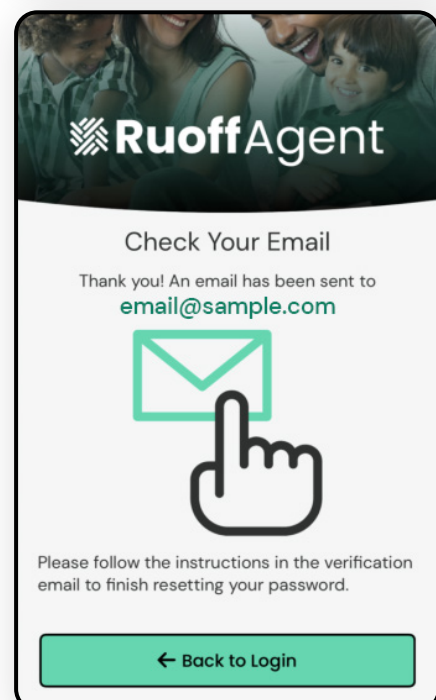 RuoffAgent
Check Your Email
Thank you! An email has been sent to
email@sample.com
Please follow the instructions in the verification
email to finish resetting your password.
← Back to Login